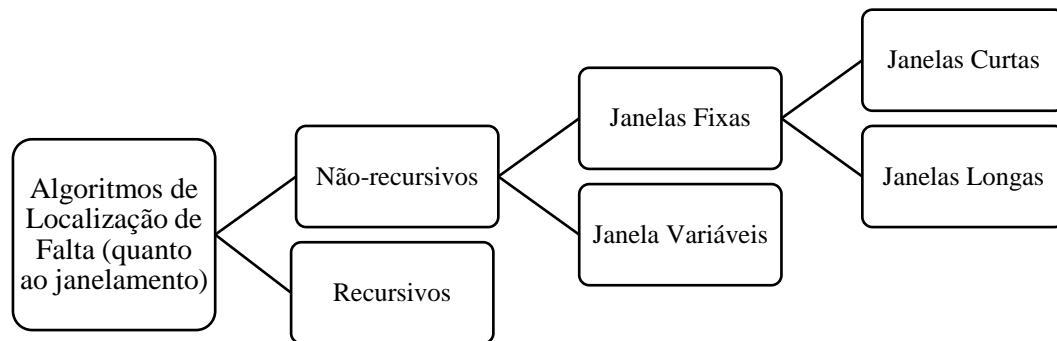 Algoritmos de
Localização de
Falta (quanto
ao janelamento)
Não-recursivos
Recursivos
Janelas Fixas
Janela Variáveis
Janelas Curtas
Janelas Longas